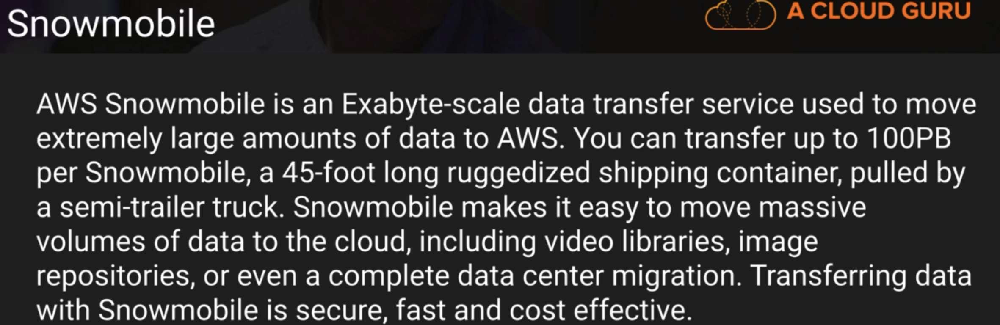 Snowmobile
A CLOUD GURU
AWS Snowmobile is an Exabyte-scale data transfer service used to move
extremely large amounts of data to AWS. You can transfer up to 100PB
per Snowmobile, a 45-foot long ruggedized shipping container, pulled by
a semi-trailer truck. Snowmobile makes it easy to move massive
volumes of data to the cloud, including video libraries, image
repositories, or even a complete data center migration. Transferring data
with Snowmobile is secure, fast and cost effective.